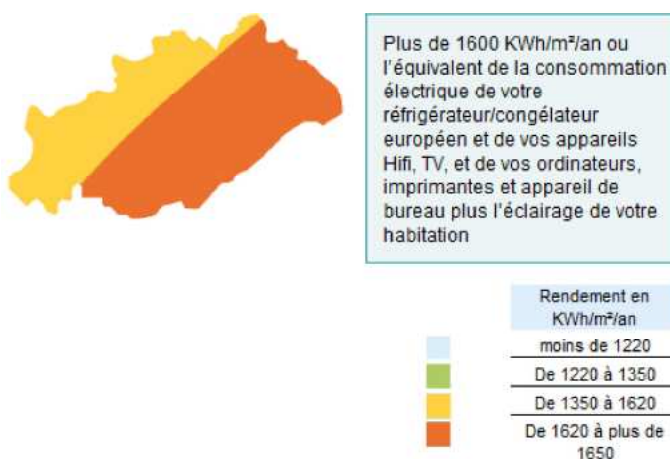 Plus de 1600 KWh/m²/an ou
l'équivalent de la consommation
électrique de votre
réfrigérateur/congélateur
européen et de vos appareils
Hifi, TV, et de vos ordinateurs,
imprimantes et appareil de
bureau plus l'éclairage de votre
habitation
Rendement en
KWh/m²/an
moins de 1220
De 1220 à 1350
De 1350 à 1620
De 1620 à plus de
1650